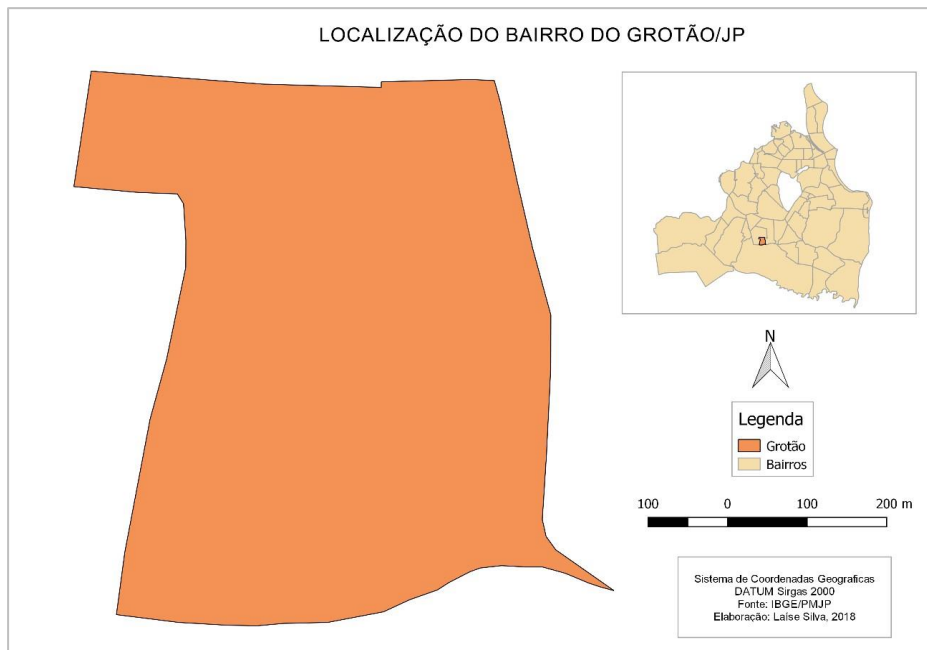 LOCALIZAÇÃO DO BAIRRO DO GROTÃO/JP
N
Legenda
Grotão
Bairros
100 0 100 200 m
Sistema de Coordenadas Geograficas
DATUM Sirgas 2000
Fonte: IBGE/PMJP
Elaboração: Laíse Silva, 2018